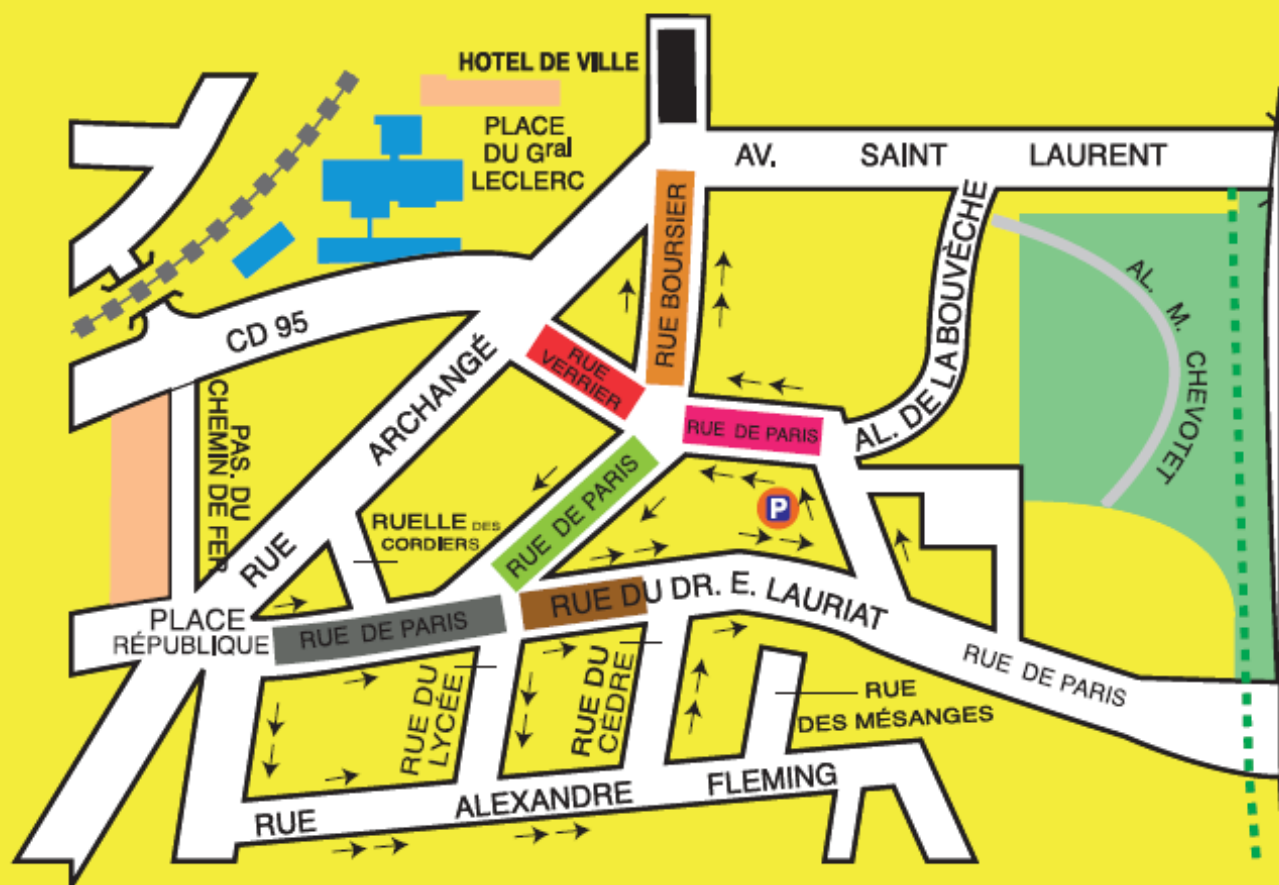 HOTEL DE VILLE
PLACE
DU Gral
LECLERC
AV. SAINT LAURENT
RUE BOURSIER
AL. DE LA BOUVÈCHE
AL. M. CHEVOTET
CD 95
RUE
VERRIER
RUE ARCHANGÉ
RUE DE PARIS
PAS. DU
CHEMIN DE FER
RUE DE PARIS
P
RUELLE DES
CORDIERS
RUE DU DR. E. LAURIAT
PLACE
RÉPUBLIQUE
RUE DE PARIS
RUE DE PARIS
RUE DU
LYCÉE
RUE DU
CÈDRE
RUE
DES MÉSANGES
RUE ALEXANDRE FLEMING